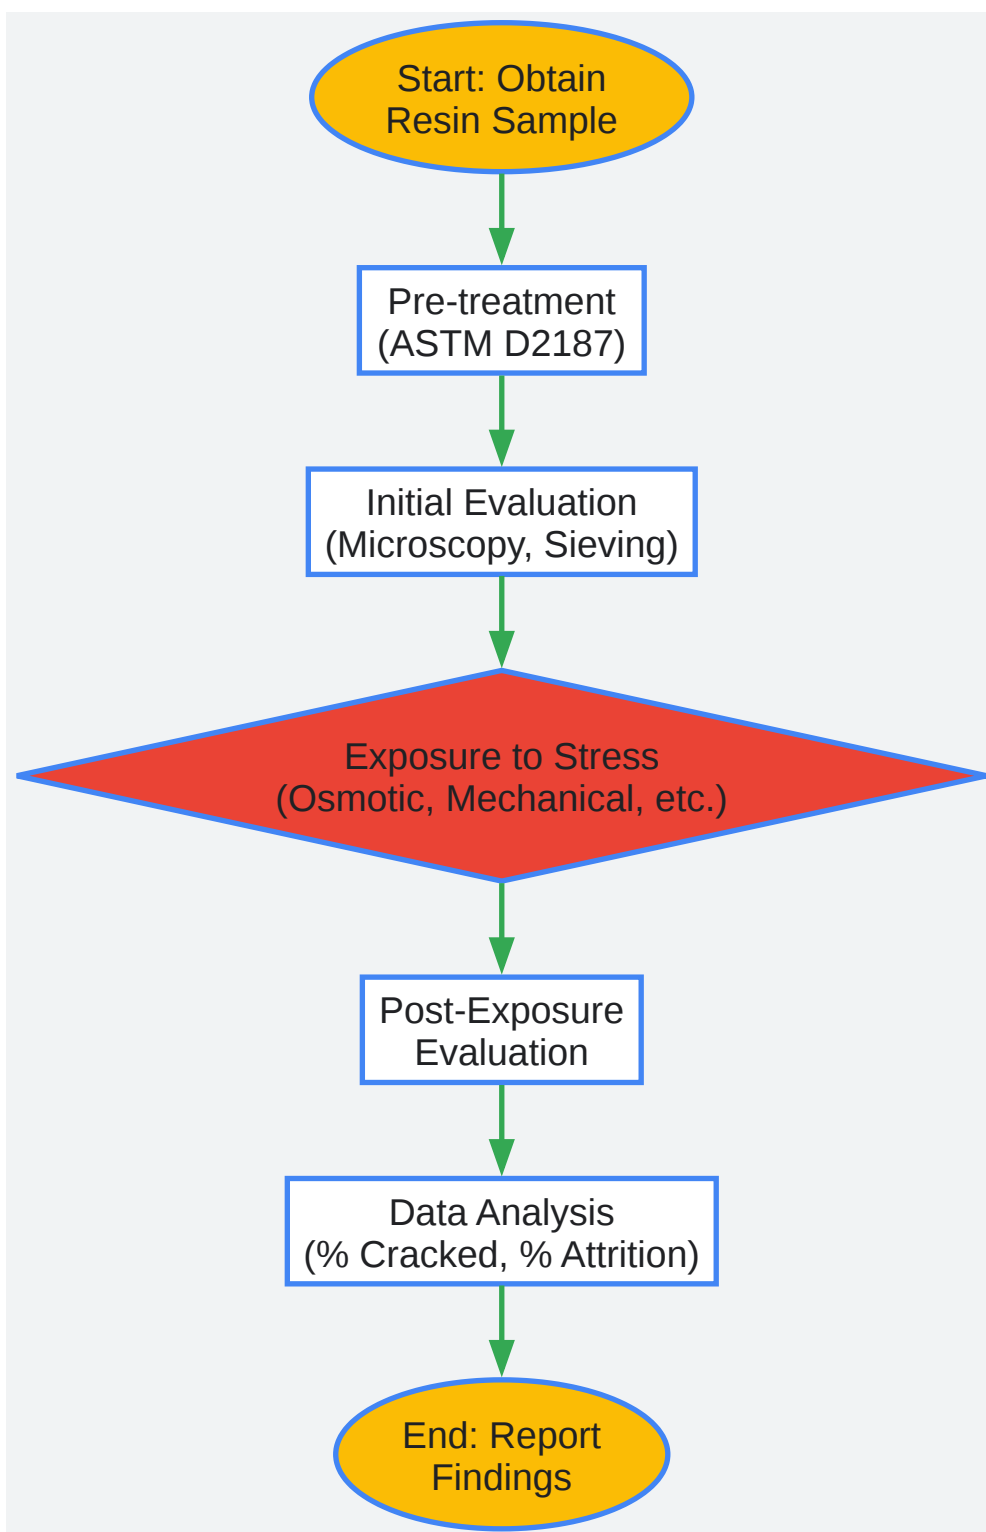 Start: Obtain
Resin Sample
Pre-treatment
(ASTM D2187)
Initial Evaluation
(Microscopy, Sieving)
Exposure to Stress
(Osmotic, Mechanical, etc.)
Post-Exposure
Evaluation
Data Analysis
(% Cracked, % Attrition)
End: Report
Findings